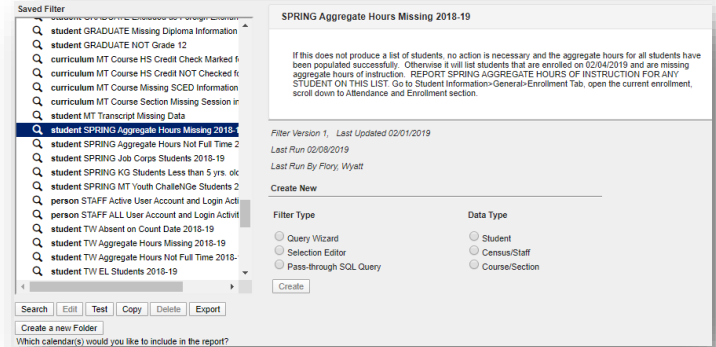 Saved Filter
student GRADUATE Excluded as Foreign Exchan
student GRADUATE Missing Diploma Information
student GRADUATE NOT Grade 12
curriculum MT Course HS Credit Check Marked f
curriculum MT Course HS Credit NOT Checked fo
curriculum MT Course Missing SCED Information
curriculum MT Course Section Missing Session in
student MT Transcript Missing Data
student SPRING Aggregate Hours Missing 2018-1
student SPRING Aggregate Hours Not Full Time 2
student SPRING Job Corps Students 2018-19
student SPRING KG Students Less than 5 yrs. old
student SPRING MT Youth ChalleNGe Students 2
person STAFF Active User Account and Login Acti
person STAFF ALL User Account and Login Activit
student TW Absent on Count Date 2018-19
student TW Aggregate Hours Missing 2018-19
student TW Aggregate Hours Not Full Time 2018-
student TW EL Students 2018-19
Search Edit Test Copy Delete Export
Create a new Folder
Which calendar(s) would you like to include in the report?
SPRING Aggregate Hours Missing 2018-19
If this does not produce a list of students, no action is necessary and the aggregate hours for all students have
been populated successfully. Otherwise it will list students that are enrolled on 02/04/2019 and are missing
aggregate hours of instruction. REPORT SPRING AGGREGATE HOURS OF INSTRUCTION FOR ANY
STUDENT ON THIS LIST. Go to Student Information>General>Enrollment Tab, open the current enrollment,
scroll down to Attendance and Enrollment section.
Filter Version 1, Last Updated 02/01/2019
Last Run 02/08/2019
Last Run By Flory, Wyatt
Create New
Filter Type
Query Wizard
Selection Editor
Pass-through SQL Query
Data Type
Student
Census/Staff
Course/Section
Create